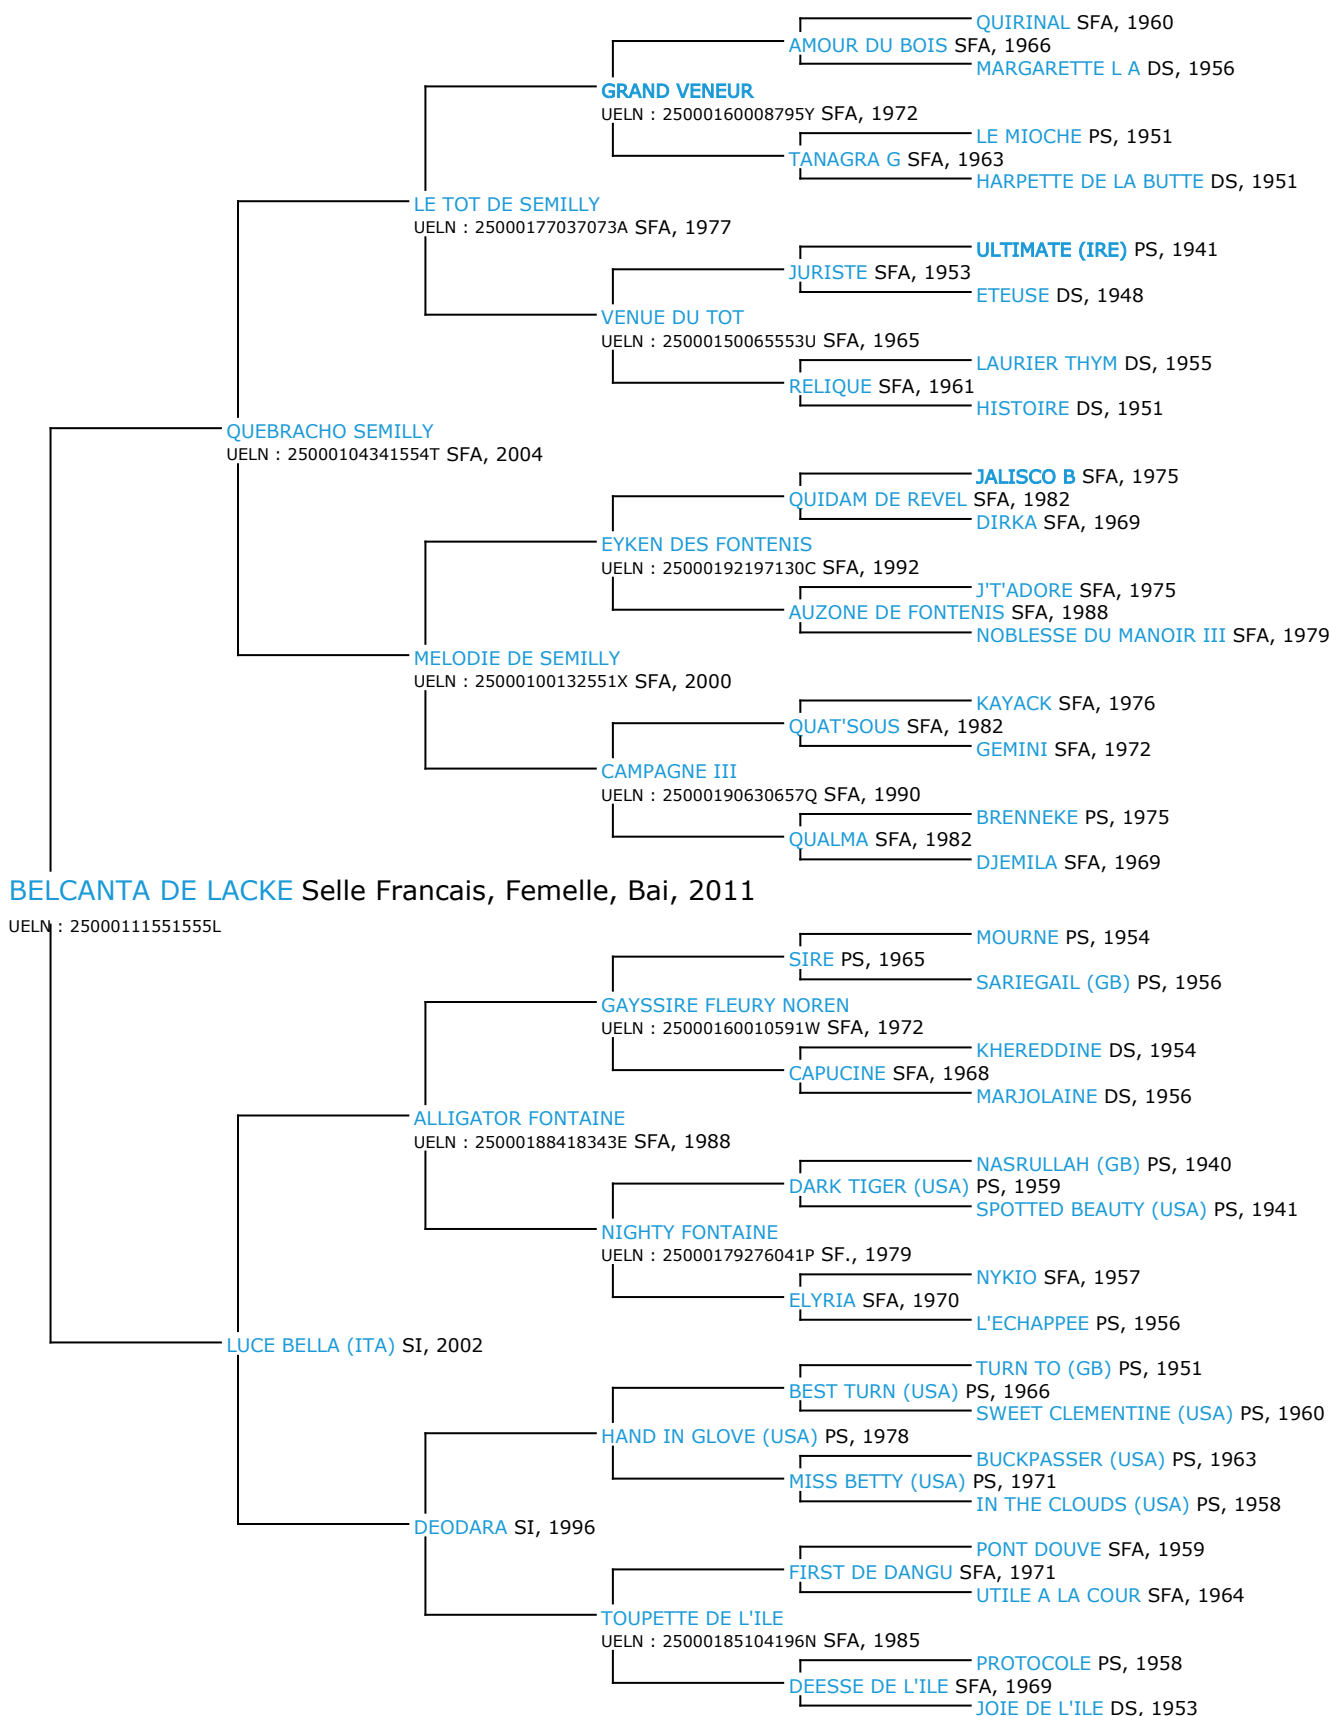 QUIRINAL SFA, 1960
AMOUR DU BOIS SFA, 1966
MARGARETTE L A DS, 1956
GRAND VENEUR
UELN : 25000160008795Y SFA, 1972
LE MIOCHE PS, 1951
TANAGRA G SFA, 1963
HARPETTE DE LA BUTTE DS, 1951
LE TOT DE SEMILLY
UELN : 25000177037073A SFA, 1977
ULTIMATE (IRE) PS, 1941
JURISTE SFA, 1953
ETEUSE DS, 1948
VENUE DU TOT
UELN : 25000150065553U SFA, 1965
LAURIER THYM DS, 1955
RELIQUE SFA, 1961
HISTOIRE DS, 1951
QUEBRACHO SEMILLY
UELN : 25000104341554T SFA, 2004
JALISCO B SFA, 1975
QUIDAM DE REVEL SFA, 1982
DIRKA SFA, 1969
EYKEN DES FONTENIS
UELN : 25000192197130C SFA, 1992
J'T'ADORE SFA, 1975
AUZONE DE FONTENIS SFA, 1988
NOBLESSE DU MANOIR III SFA, 1979
MELODIE DE SEMILLY
UELN : 25000100132551X SFA, 2000
KAYACK SFA, 1976
QUAT'SOUS SFA, 1982
GEMINI SFA, 1972
CAMPAGNE III
UELN : 25000190630657Q SFA, 1990
BRENNEKE PS, 1975
QUALMA SFA, 1982
DJEMILA SFA, 1969
BELCANTA DE LACKE Selle Francais, Femelle, Bai, 2011
UELN : 25000111551555L
MOURNE PS, 1954
SIRE PS, 1965
SARIEGAIL (GB) PS, 1956
GAYSSIRE FLEURY NOREN
UELN : 25000160010591W SFA, 1972
KHEREDDINE DS, 1954
CAPUCINE SFA, 1968
MARJOLAINE DS, 1956
ALLIGATOR FONTAINE
UELN : 25000188418343E SFA, 1988
NASRULLAH (GB) PS, 1940
DARK TIGER (USA) PS, 1959
SPOTTED BEAUTY (USA) PS, 1941
NIGHTY FONTAINE
UELN : 25000179276041P SF., 1979
NYKIO SFA, 1957
ELYRIA SFA, 1970
L'ECHAPPEE PS, 1956
LUCE BELLA (ITA) SI, 2002
TURN TO (GB) PS, 1951
BEST TURN (USA) PS, 1966
SWEET CLEMENTINE (USA) PS, 1960
HAND IN GLOVE (USA) PS, 1978
BUCKPASSER (USA) PS, 1963
MISS BETTY (USA) PS, 1971
IN THE CLOUDS (USA) PS, 1958
DEODARA SI, 1996
PONT DOUVE SFA, 1959
FIRST DE DANGU SFA, 1971
UTILE A LA COUR SFA, 1964
TOUPETTE DE L'ILE
UELN : 25000185104196N SFA, 1985
PROTOCOLE PS, 1958
DEESSE DE L'ILE SFA, 1969
JOIE DE L'ILE DS, 1953